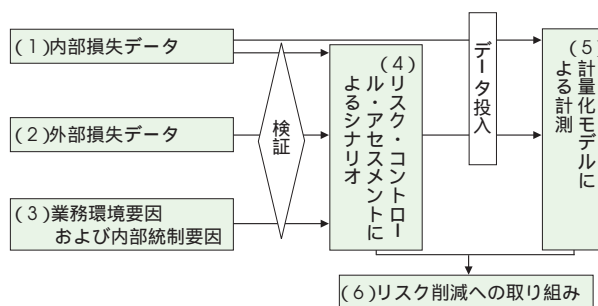 (1)内部損失データ
(2)外部損失データ
(3)業務環境要因
および内部統制要因
検証
(4)
リスク・コントロー
ル・アセスメントに
よるシナリオ
データ投入
(5)
計量化モデルに
よる計測
(6)リスク削減への取り組み